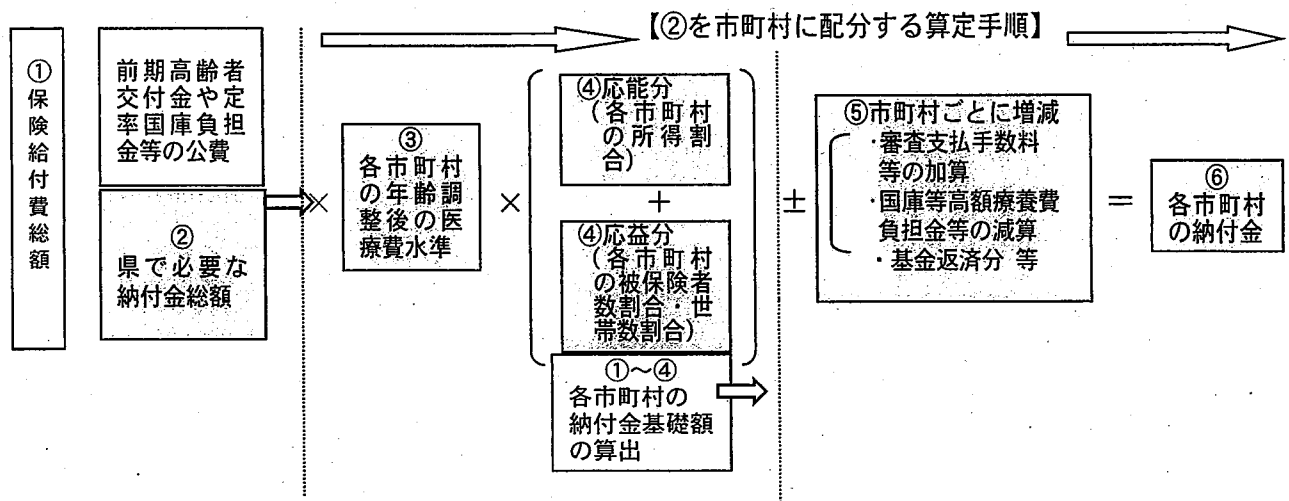 【②を市町村に配分する算定手順】
①
保
険
給
付
費
総
額
前期高齢者
交付金や定
率国庫負担
金等の公費
②
県で必要な
納付金総額
×
③
各市町村
の年齢調
整後の医
療費水準
×
④応能分
（各市町村
の所得割
合）
＋
④応益分
（各市町村
の被保険者
数割合・世
帯数割合）
①～④
各市町村の
納付金基礎額
の算出
±
⑤市町村ごとに増減
・審査支払手数料
等の加算
・国庫等高額療養費
負担金等の減算
・基金返済分 等
＝
⑥
各市町村
の納付金